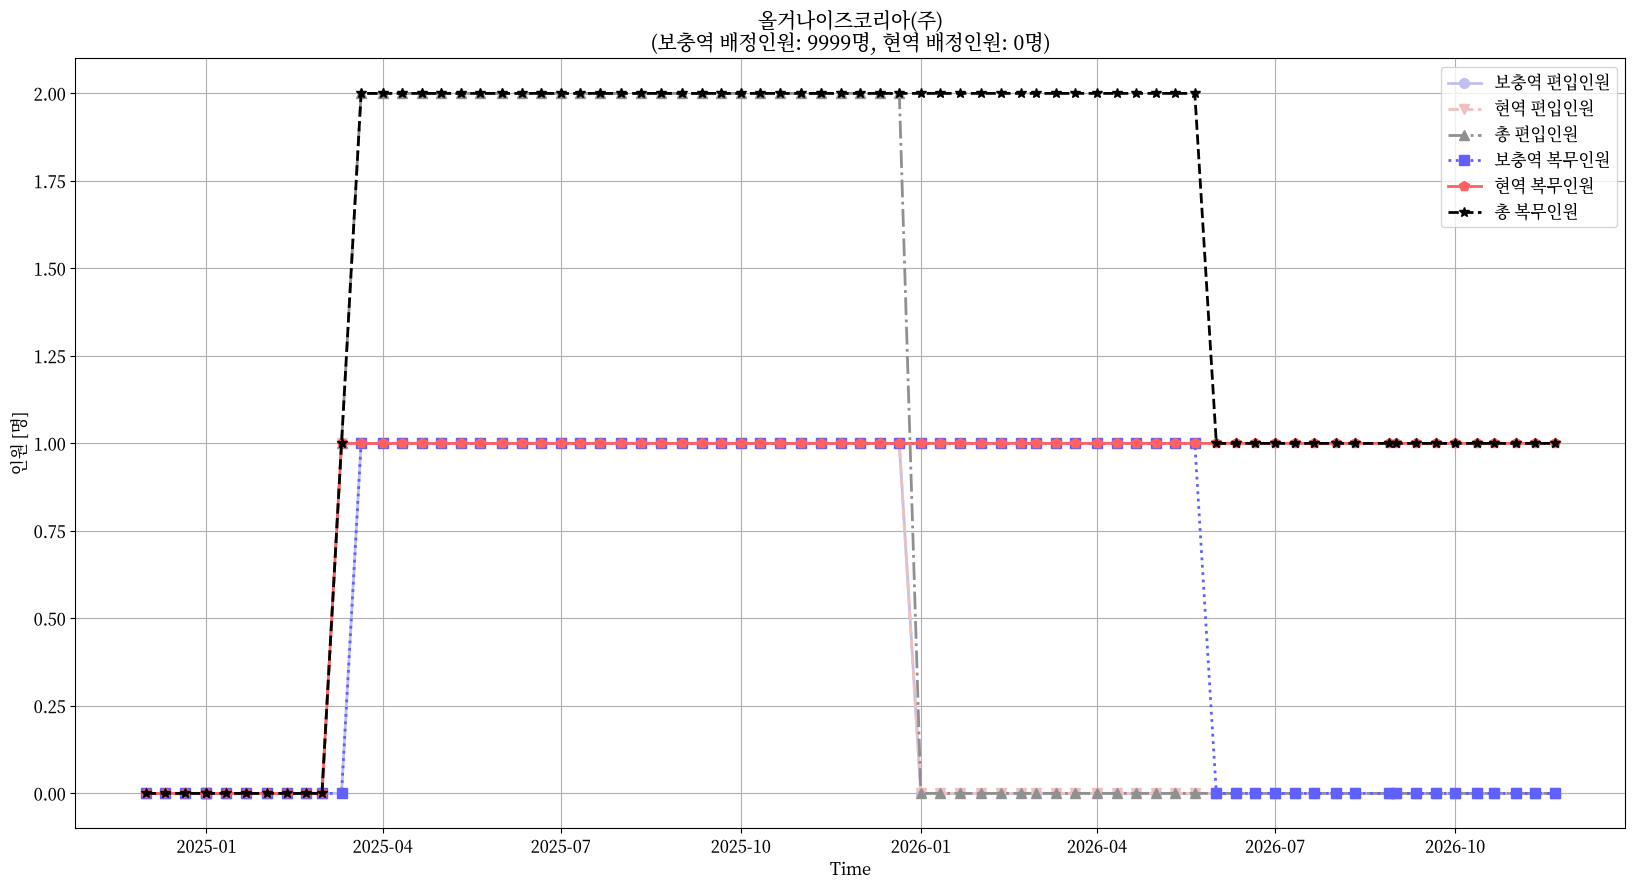 올거나이즈코리아(주)
(보충역 배정인원: 9999명, 현역 배정인원: 0명)
보충역 편입인원
현역 편입인원
총 편입인원
보충역 복무인원
현역 복무인원
총 복무인원
인원 [명]
2.00
1.75
1.50
1.25
1.00
0.75
0.50
0.25
0.00
2025-01 2025-04 2025-07 2025-10 2026-01 2026-04 2026-07 2026-10
Time